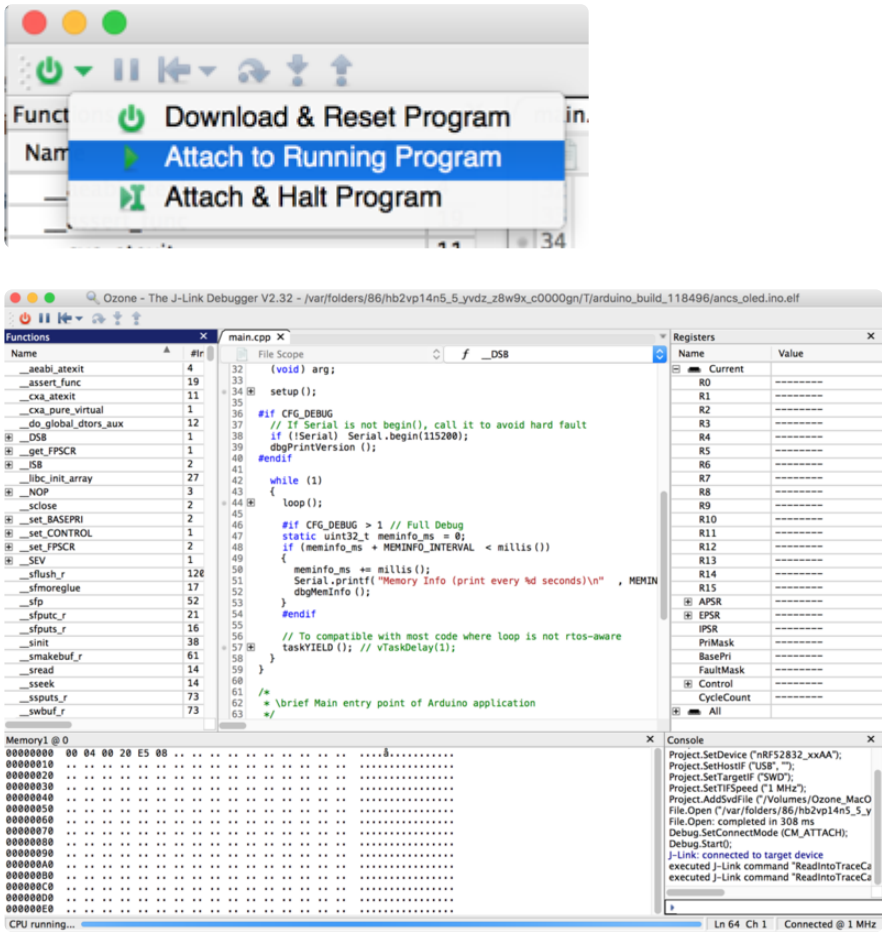 Funct
Download & Reset Program
in.
Nam
Attach to Running Program
Attach & Halt Program
11
34
Ozone - The J-Link Debugger V2.32 - /var/folders/86/hb2vp14n5_5_yvdz_z8w9x_c0000gn/T/arduino_build_118496/ancs_oled.ino.elf
Functions
Name #Ir
__aeabi_atexit 4
__assert_func 19
__cxa_atexit 11
__cxa_pure_virtual 1
__do_global_dtors_aux 12
__DSB 1
__get_FPSCR 1
__ISB 2
__libc_init_array 27
__NOP 3
__sclose 2
__set_BASEPRI 2
__set_CONTROL 1
__set_FPSCR 2
__SEV 1
__sflush_r 120
__sfmoreglue 17
__sfp 52
__sfputc_r 21
__sfputs_r 16
__sinit 38
__smakebuf_r 61
__sread 14
__sseek 14
__ssputs_r 73
__swbuf_r 73
main.cpp
File Scope f __DSB
32 (void) arg;
33
34 setup();
35
36 #if CFG_DEBUG
37 // If Serial is not begin(), call it to avoid hard fault
38 if (!Serial) Serial.begin(115200);
39 dbgPrintVersion ();
40 #endif
41
42 while (1)
43 {
44 loop();
45
46 #if CFG_DEBUG > 1 // Full Debug
47 static uint32_t meminfo_ms = 0;
48 if (meminfo_ms + MEMINFO_INTERVAL < millis())
49 {
50 meminfo_ms += millis();
51 Serial.printf("Memory Info (print every %d seconds)\n" , MEMIN
52 dbgMemInfo ();
53 }
54 #endif
55
56 // To compatible with most code where loop is not rtos-aware
57 taskYIELD (); // vTaskDelay(1);
58 }
59 }
60
61 /*
62 * \brief Main entry point of Arduino application
63 */
Registers
Name Value
Current
R0 --------
R1 --------
R2 --------
R3 --------
R4 --------
R5 --------
R6 --------
R7 --------
R8 --------
R9 --------
R10 --------
R11 --------
R12 --------
R13 --------
R14 --------
R15 --------
APSR --------
EPSR --------
IPSR --------
PriMask --------
BasePri --------
FaultMask --------
Control --------
CycleCount --------
All
Memory1 @ 0
00000000 00 04 00 20 E5 08 .. .. .. .. .. .. .. .. .. .. ....å...........
00000010 .. .. .. .. .. .. .. .. .. .. .. .. .. .. .. .. ................
00000020 .. .. .. .. .. .. .. .. .. .. .. .. .. .. .. .. ................
00000030 .. .. .. .. .. .. .. .. .. .. .. .. .. .. .. .. ................
00000040 .. .. .. .. .. .. .. .. .. .. .. .. .. .. .. .. ................
00000050 .. .. .. .. .. .. .. .. .. .. .. .. .. .. .. .. ................
00000060 .. .. .. .. .. .. .. .. .. .. .. .. .. .. .. .. ................
00000070 .. .. .. .. .. .. .. .. .. .. .. .. .. .. .. .. ................
00000080 .. .. .. .. .. .. .. .. .. .. .. .. .. .. .. .. ................
00000090 .. .. .. .. .. .. .. .. .. .. .. .. .. .. .. .. ................
000000A0 .. .. .. .. .. .. .. .. .. .. .. .. .. .. .. .. ................
000000B0 .. .. .. .. .. .. .. .. .. .. .. .. .. .. .. .. ................
000000C0 .. .. .. .. .. .. .. .. .. .. .. .. .. .. .. .. ................
000000D0 .. .. .. .. .. .. .. .. .. .. .. .. .. .. .. .. ................
000000E0 .. .. .. .. .. .. .. .. .. .. .. .. .. .. .. .. ................
Console
Project.SetDevice ("nRF52832_xxAA");
Project.SetHostIF ("USB", "");
Project.SetTargetIF ("SWD");
Project.SetTIFSpeed ("1 MHz");
Project.AddSvdFile ("/Volumes/Ozone_MacO
File.Open ("/var/folders/86/hb2vp14n5_5_y
File.Open: completed in 308 ms
Debug.SetConnectMode (CM_ATTACH);
Debug.Start();
J-Link: connected to target device
executed J-Link command "ReadIntoTraceCa
executed J-Link command "ReadIntoTraceCa
CPU running...
Ln 64 Ch 1 Connected @ 1 MHz